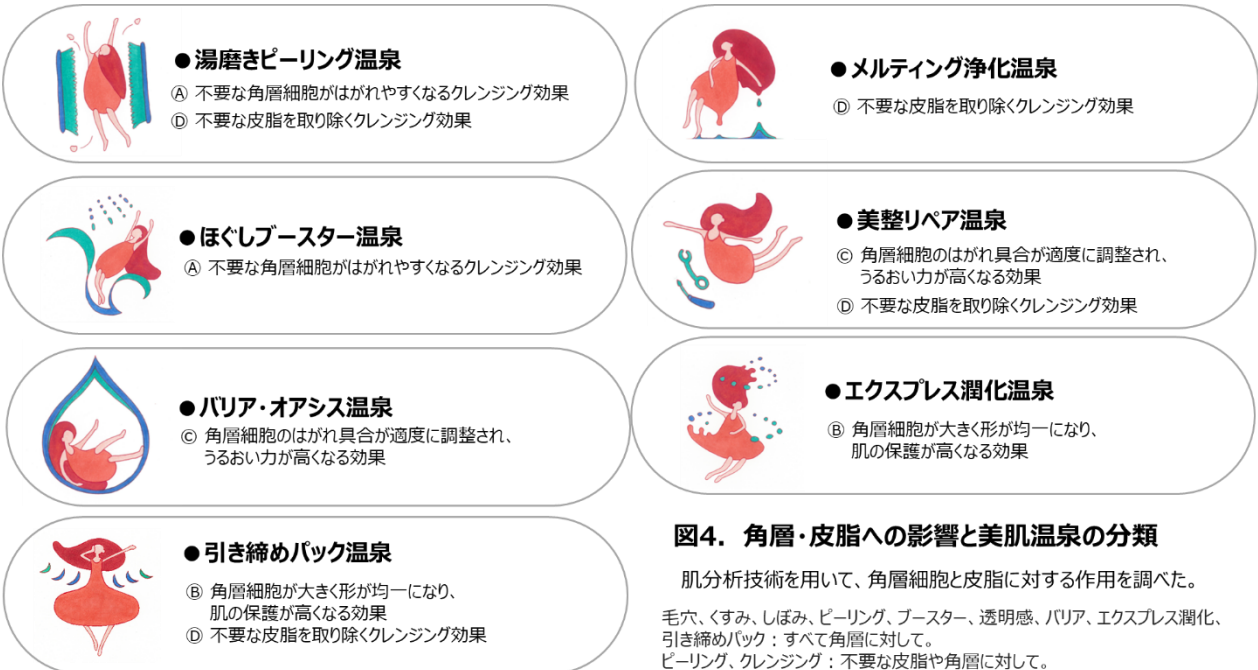 ●湯磨きピーリング温泉
Ⓐ 不要な角層細胞がはがれやすくなるクレンジング効果
Ⓓ 不要な皮脂を取り除くクレンジング効果
●メルティング浄化温泉
Ⓓ 不要な皮脂を取り除くクレンジング効果
●ほぐしブースター温泉
Ⓐ 不要な角層細胞がはがれやすくなるクレンジング効果
●美整リペア温泉
Ⓒ 角層細胞のはがれ具合が適度に調整され、
うるおい力が高くなる効果
Ⓓ 不要な皮脂を取り除くクレンジング効果
●バリア・オアシス温泉
Ⓒ 角層細胞のはがれ具合が適度に調整され、
うるおい力が高くなる効果
●エクスプレス潤化温泉
Ⓑ 角層細胞が大きく形が均一になり、
肌の保護が高くなる効果
●引き締めパック温泉
Ⓑ 角層細胞が大きく形が均一になり、
肌の保護が高くなる効果
Ⓓ 不要な皮脂を取り除くクレンジング効果
図4. 角層・皮脂への影響と美肌温泉の分類
肌分析技術を用いて、角層細胞と皮脂に対する作用を調べた。
毛穴、くすみ、しぼみ、ピーリング、ブースター、透明感、バリア、エクスプレス潤化、
引き締めパック：すべて角層に対して。
ピーリング、クレンジング：不要な皮脂や角層に対して。